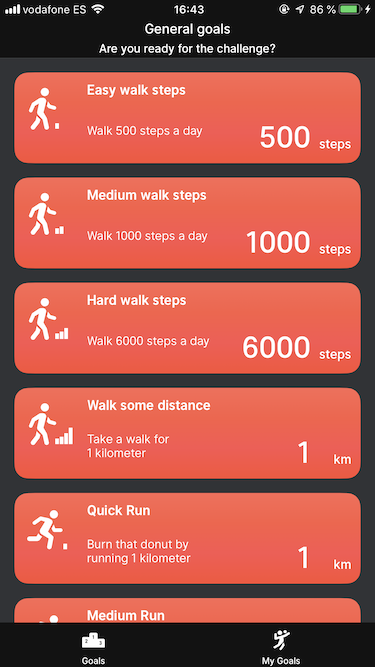 vodafone ES 16:43 86 %
General goals
Are you ready for the challenge?
Easy walk steps
Walk 500 steps a day
500 steps
Medium walk steps
Walk 1000 steps a day
1000 steps
Hard walk steps
Walk 6000 steps a day
6000 steps
Walk some distance
Take a walk for
1 kilometer
1 km
Quick Run
Burn that donut by
running 1 kilometer
1 km
Medium Run
2 1 3
Goals
My Goals